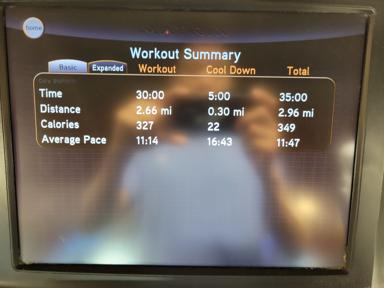 home
Workout Summary
Basic Expanded Workout Cool Down Total
Time 30:00 5:00 35:00
Distance 2.66 mi 0.30 mi 2.96 mi
Calories 327 22 349
Average Pace 11:14 16:43 11:47